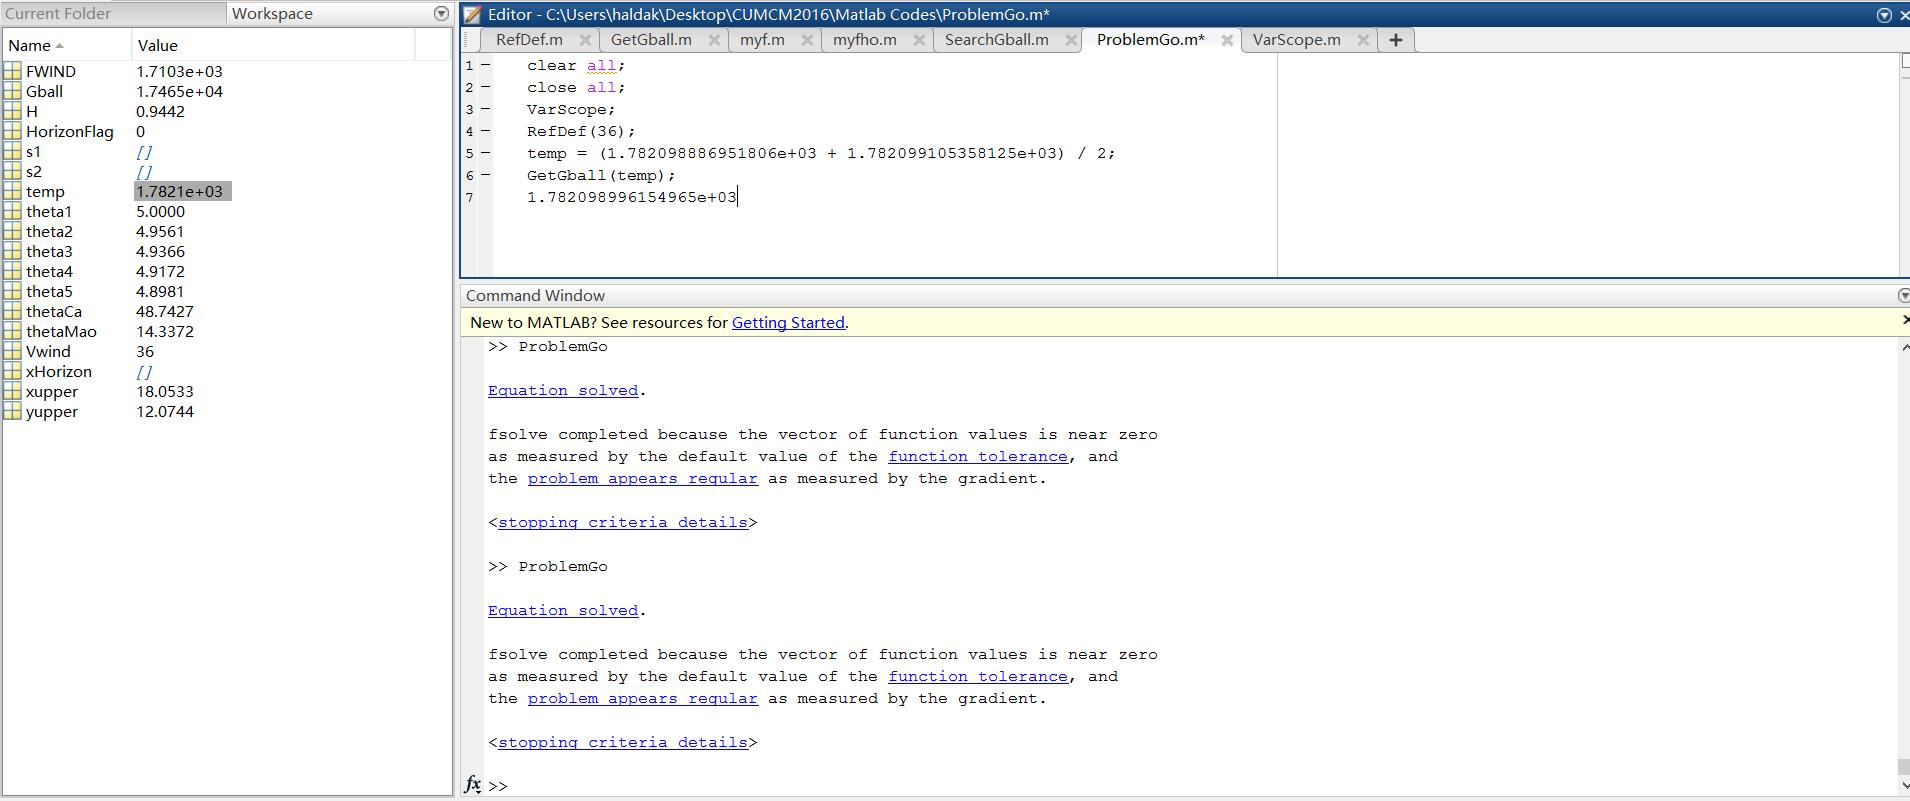 Current Folder
Workspace
Name Value
FWIND 1.7103e+03
Gball 1.7465e+04
H 0.9442
HorizonFlag 0
s1 []
s2 []
temp 1.7821e+03
theta1 5.0000
theta2 4.9561
theta3 4.9366
theta4 4.9172
theta5 4.8981
thetaCa 48.7427
thetaMao 14.3372
Vwind 36
xHorizon []
xupper 18.0533
yupper 12.0744
Editor - C:\Users\haldak\Desktop\CUMCM2016\Matlab Codes\ProblemGo.m*
RefDef.m GetGball.m myf.m myfho.m SearchGball.m ProblemGo.m* VarScope.m +
1 - clear all;
2 - close all;
3 - VarScope;
4 - RefDef(36);
5 - temp = (1.782098886951806e+03 + 1.782099105358125e+03) / 2;
6 - GetGball(temp);
7 1.782098996154965e+03
Command Window
New to MATLAB? See resources for Getting Started.
>> ProblemGo
Equation solved.
fsolve completed because the vector of function values is near zero
as measured by the default value of the function tolerance, and
the problem appears regular as measured by the gradient.
<stopping criteria details>
>> ProblemGo
Equation solved.
fsolve completed because the vector of function values is near zero
as measured by the default value of the function tolerance, and
the problem appears regular as measured by the gradient.
<stopping criteria details>
fx >>